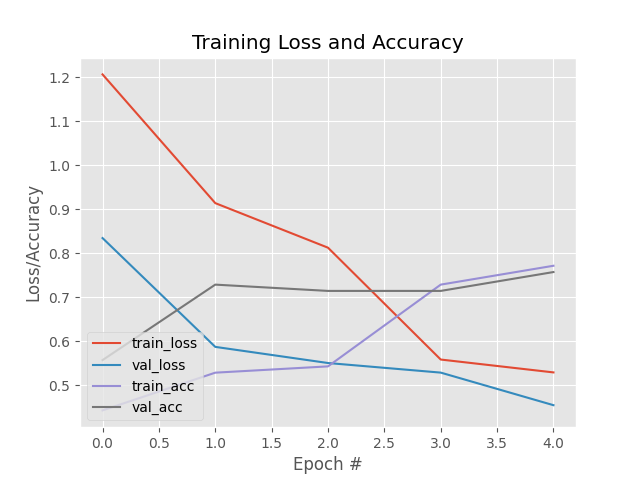 Training Loss and Accuracy
1.2
1.1
1.0
0.9
0.8
0.7
0.6
0.5
Loss/Accuracy
train_loss
val_loss
train_acc
val_acc
0.0 0.5 1.0 1.5 2.0 2.5 3.0 3.5 4.0
Epoch #